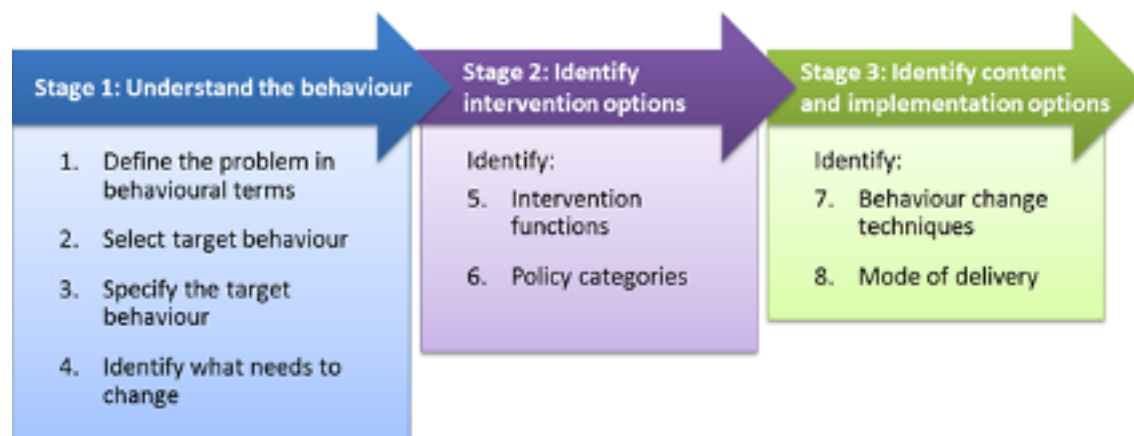 Stage 1: Understand the behaviour
1. Define the problem in
behavioural terms
2. Select target behaviour
3. Specify the target
behaviour
4. Identify what needs to
change
Stage 2: Identify
intervention options
Identify:
5. Intervention
functions
6. Policy categories
Stage 3: Identify content
and implementation options
Identify:
7. Behaviour change
techniques
8. Mode of delivery